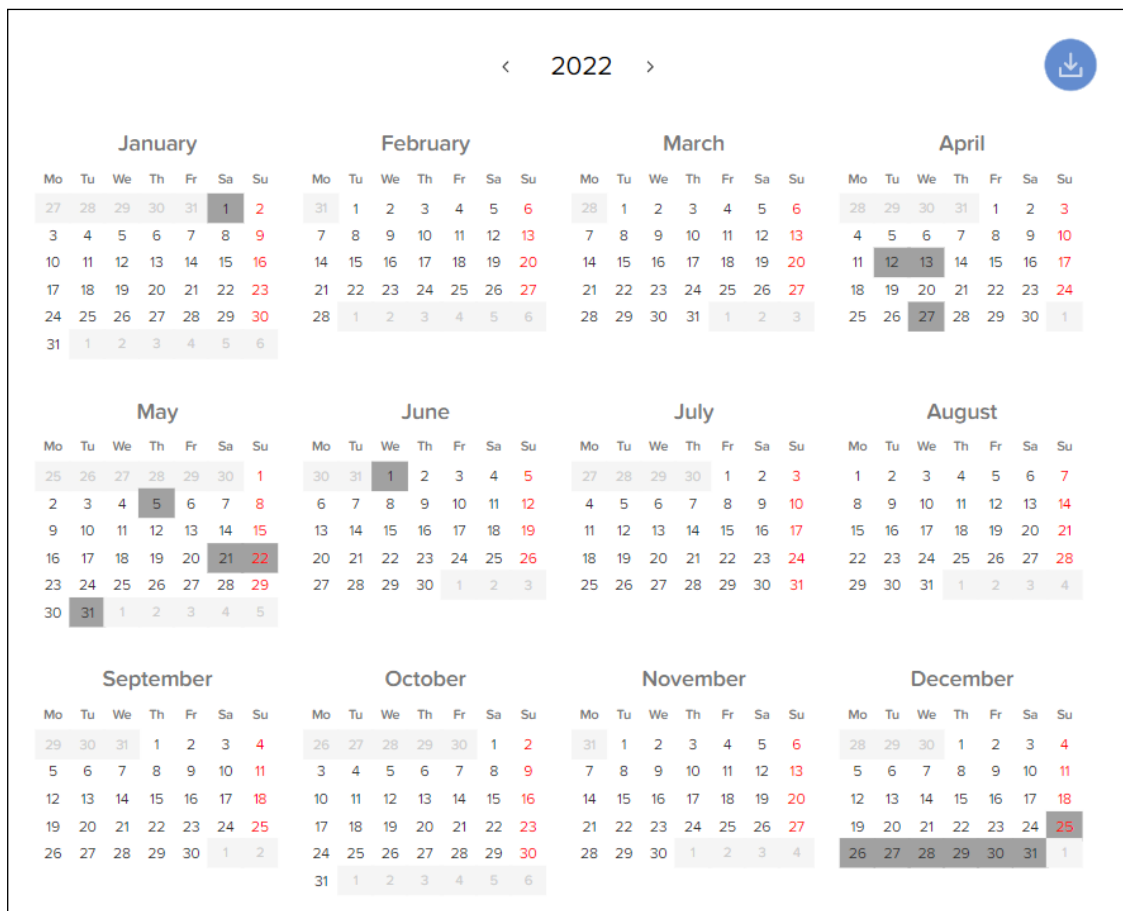 ‹ 2022 ›
January February March April
Mo Tu We Th Fr Sa Su Mo Tu We Th Fr Sa Su Mo Tu We Th Fr Sa Su Mo Tu We Th Fr Sa Su
27 28 29 30 31 1 2 31 1 2 3 4 5 6 28 1 2 3 4 5 6 28 29 30 31 1 2 3
3 4 5 6 7 8 9 7 8 9 10 11 12 13 7 8 9 10 11 12 13 4 5 6 7 8 9 10
10 11 12 13 14 15 16 14 15 16 17 18 19 20 14 15 16 17 18 19 20 11 12 13 14 15 16 17
17 18 19 20 21 22 23 21 22 23 24 25 26 27 21 22 23 24 25 26 27 18 19 20 21 22 23 24
24 25 26 27 28 29 30 28 1 2 3 4 5 6 28 29 30 31 1 2 3 25 26 27 28 29 30 1
31 1 2 3 4 5 6
May June July August
Mo Tu We Th Fr Sa Su Mo Tu We Th Fr Sa Su Mo Tu We Th Fr Sa Su Mo Tu We Th Fr Sa Su
25 26 27 28 29 30 1 30 31 1 2 3 4 5 27 28 29 30 1 2 3 1 2 3 4 5 6 7
2 3 4 5 6 7 8 6 7 8 9 10 11 12 4 5 6 7 8 9 10 8 9 10 11 12 13 14
9 10 11 12 13 14 15 13 14 15 16 17 18 19 11 12 13 14 15 16 17 15 16 17 18 19 20 21
16 17 18 19 20 21 22 20 21 22 23 24 25 26 18 19 20 21 22 23 24 22 23 24 25 26 27 28
23 24 25 26 27 28 29 27 28 29 30 1 2 3 25 26 27 28 29 30 31 29 30 31 1 2 3 4
30 31 1 2 3 4 5
September October November December
Mo Tu We Th Fr Sa Su Mo Tu We Th Fr Sa Su Mo Tu We Th Fr Sa Su Mo Tu We Th Fr Sa Su
29 30 31 1 2 3 4 26 27 28 29 30 1 2 31 1 2 3 4 5 6 28 29 30 1 2 3 4
5 6 7 8 9 10 11 3 4 5 6 7 8 9 7 8 9 10 11 12 13 5 6 7 8 9 10 11
12 13 14 15 16 17 18 10 11 12 13 14 15 16 14 15 16 17 18 19 20 12 13 14 15 16 17 18
19 20 21 22 23 24 25 17 18 19 20 21 22 23 21 22 23 24 25 26 27 19 20 21 22 23 24 25
26 27 28 29 30 1 2 24 25 26 27 28 29 30 28 29 30 1 2 3 4 26 27 28 29 30 31 1
31 1 2 3 4 5 6